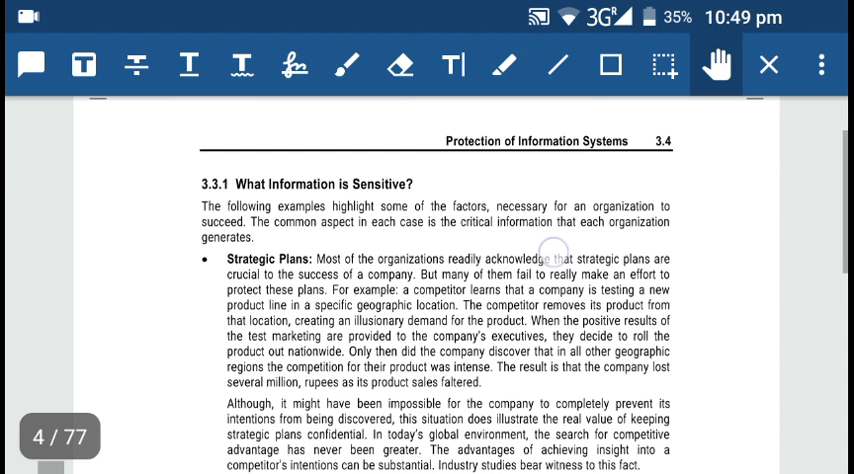 3G R 35% 10:49 pm
T T T T T|
Protection of Information Systems 3.4
3.3.1 What Information is Sensitive?
The following examples highlight some of the factors, necessary for an organization to
succeed. The common aspect in each case is the critical information that each organization
generates.
• Strategic Plans: Most of the organizations readily acknowledge that strategic plans are
crucial to the success of a company. But many of them fail to really make an effort to
protect these plans. For example: a competitor learns that a company is testing a new
product line in a specific geographic location. The competitor removes its product from
that location, creating an illusionary demand for the product. When the positive results of
the test marketing are provided to the company's executives, they decide to roll the
product out nationwide. Only then did the company discover that in all other geographic
regions the competition for their product was intense. The result is that the company lost
several million, rupees as its product sales faltered.
Although, it might have been impossible for the company to completely prevent its
intentions from being discovered, this situation does illustrate the real value of keeping
strategic plans confidential. In today's global environment, the search for competitive
advantage has never been greater. The advantages of achieving insight into a
competitor's intentions can be substantial. Industry studies bear witness to this fact.
4 / 77